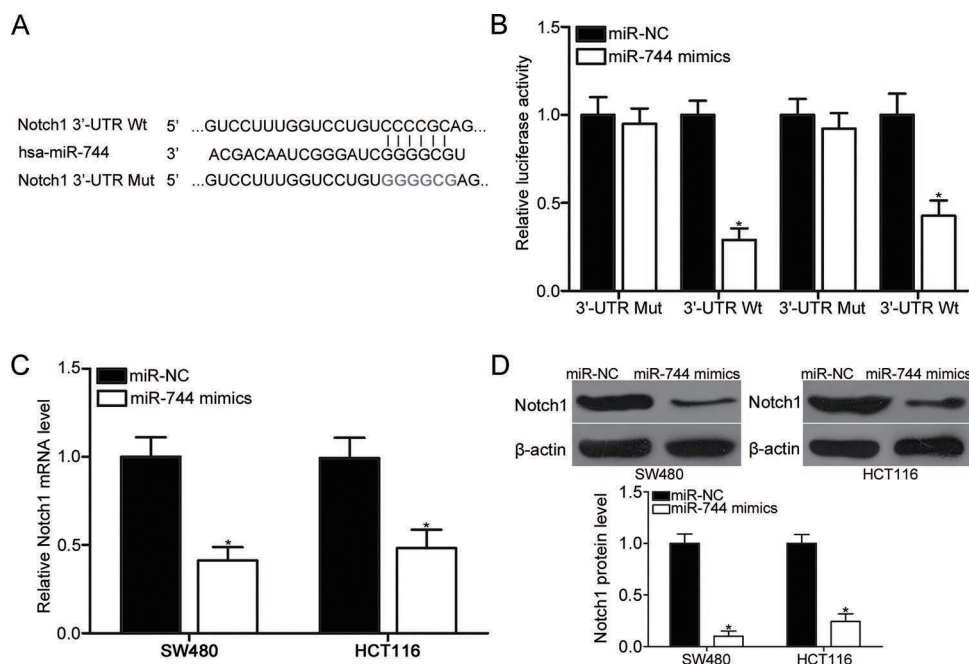 A
Notch1 3'-UTR Wt 5' ...GUCCUUUGGUCCUGUCCCCGCAG...
hsa-miR-744 3' ACGACAAUCGGGAUCGGGGCGU
Notch1 3'-UTR Mut 5' ...GUCCUUUGGUCCUGUGGGGCGAG..
B
miR-NC
miR-744 mimics
Relative luciferase activity
1.5
1.0
0.5
0.0
*
*
3'-UTR Mut 3'-UTR Wt 3'-UTR Mut 3'-UTR Wt
C
miR-NC
miR-744 mimics
Relative Notch1 mRNA level
1.5
1.0
0.5
0.0
*
*
SW480 HCT116
D
miR-NC miR-744 mimics
Notch1
β-actin
SW480
miR-NC miR-744 mimics
Notch1
β-actin
HCT116
miR-NC
miR-744 mimics
Notch1 protein level
1.5
1.0
0.5
0.0
*
*
SW480 HCT116